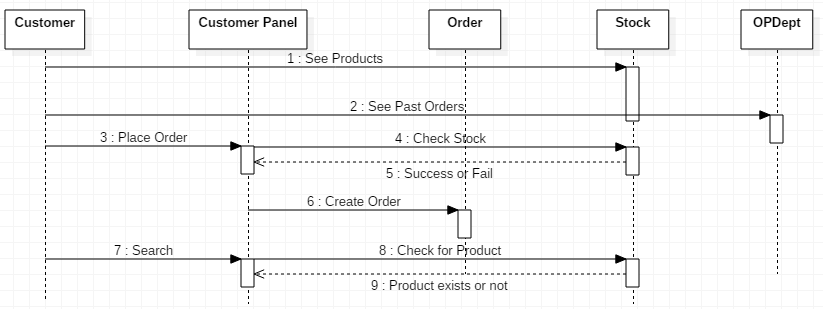 Customer
Customer Panel
Order
Stock
OPDept
1 : See Products
2 : See Past Orders
3 : Place Order
4 : Check Stock
5 : Success or Fail
6 : Create Order
7 : Search
8 : Check for Product
9 : Product exists or not